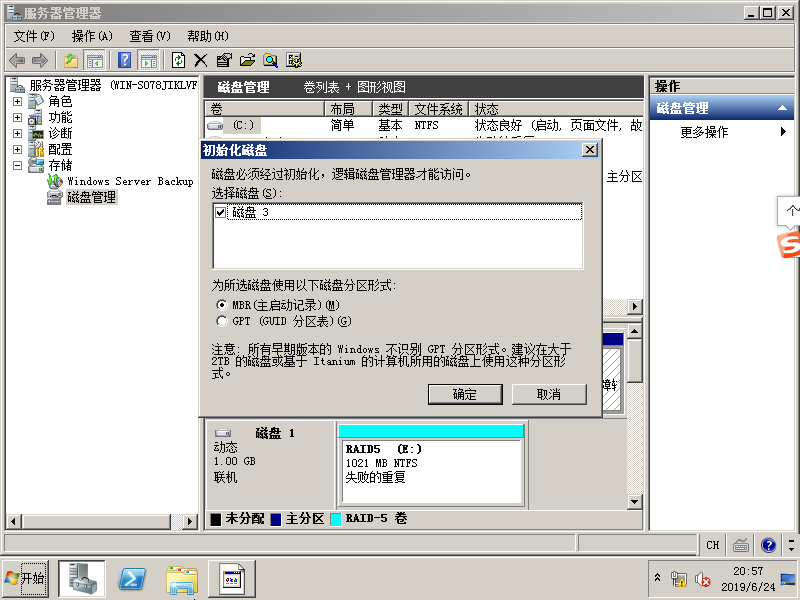 服务器管理器
文件(F) 操作(A) 查看(V) 帮助(H)
服务器管理器 (WIN-SO78JIKLVF
角色
功能
诊断
配置
存储
Windows Server Backup
磁盘管理
磁盘管理 卷列表 + 图形视图
卷 布局 类型 文件系统 状态
(C:) 简单 基本 NTFS 状态良好 (启动, 页面文件, 故
主分区
初始化磁盘
磁盘必须经过初始化，逻辑磁盘管理器才能访问。
选择磁盘(S):
磁盘 3
为所选磁盘使用以下磁盘分区形式:
MBR(主启动记录)(M)
GPT (GUID 分区表)(G)
注意: 所有早期版本的 Windows 不识别 GPT 分区形式。建议在大于
2TB 的磁盘或基于 Itanium 的计算机所用的磁盘上使用这种分区形
式。
确定 取消
磁盘 1
动态
1.00 GB
联机
RAID5 (E:)
1021 MB NTFS
失败的重复
未分配 主分区 RAID-5 卷
操作
磁盘管理
更多操作
个
CH
开始
20:57
2019/6/24